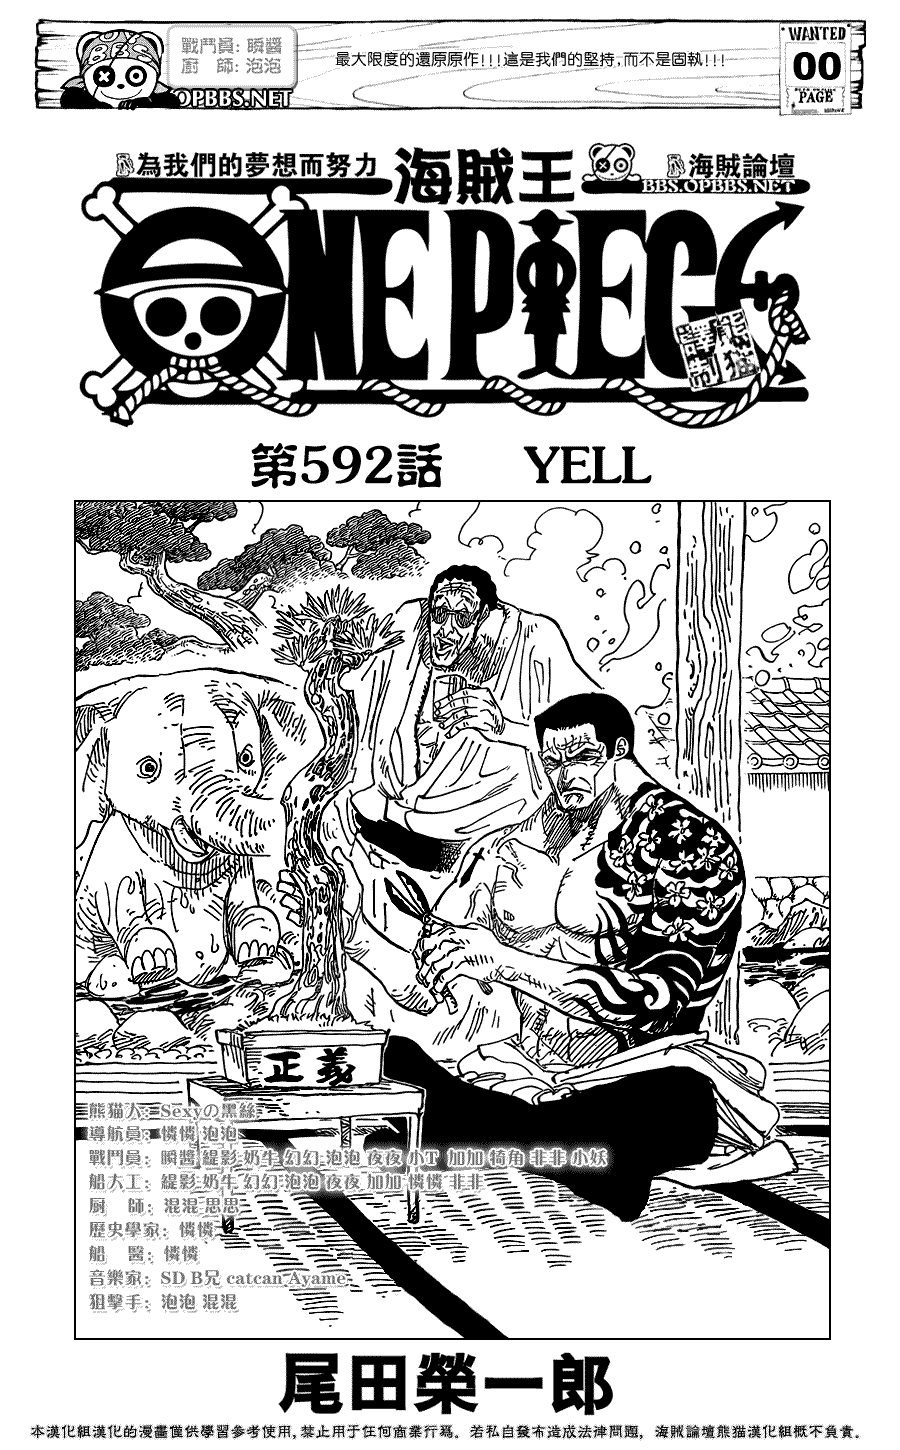 戰鬥員: 瞬醬
廚　師: 泡泡
OPBBS.NET
最大限度的還原原作!!!這是我們的堅持,而不是固執!!!
WANTED
00
PAGE
為我們的夢想而努力
海賊王
海賊論壇
BBS.OPBBS.NET
ONE PIECE
熊猫譯制
第592話　YELL
正義
熊猫人: Sexyの黑絲
導航員: 憐憐 泡泡
戰鬥員: 瞬醬 緹影 奶牛 幻幻 泡泡 夜夜 小T 加加 犄角 非非 小妖
船大工: 緹影 奶牛 幻幻 泡泡 夜夜 加加 憐憐 非非
厨　師: 混混 思思
歷史學家: 憐憐
船　醫: 憐憐
音樂家: SD B兄 catcan Ayame
狙擊手: 泡泡 混混
尾田榮一郎
本漢化組漢化的漫畫僅供學習參考使用,禁止用于任何商業行爲。若私自發布造成法律問題，海賊論壇熊猫漢化組概不負責。